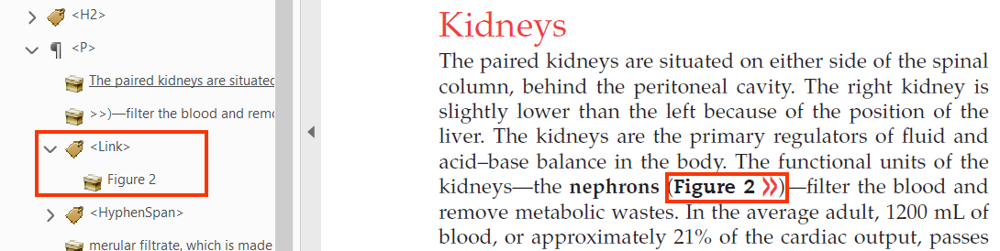 <H2>
<P>
The paired kidneys are situated
>>)—filter the blood and remo
<Link>
Figure 2
<HyphenSpan>
merular filtrate, which is made
Kidneys
The paired kidneys are situated on either side of the spinal
column, behind the peritoneal cavity. The right kidney is
slightly lower than the left because of the position of the
liver. The kidneys are the primary regulators of fluid and
acid–base balance in the body. The functional units of the
kidneys—the nephrons (Figure 2 »)—filter the blood and
remove metabolic wastes. In the average adult, 1200 mL of
blood, or approximately 21% of the cardiac output, passes